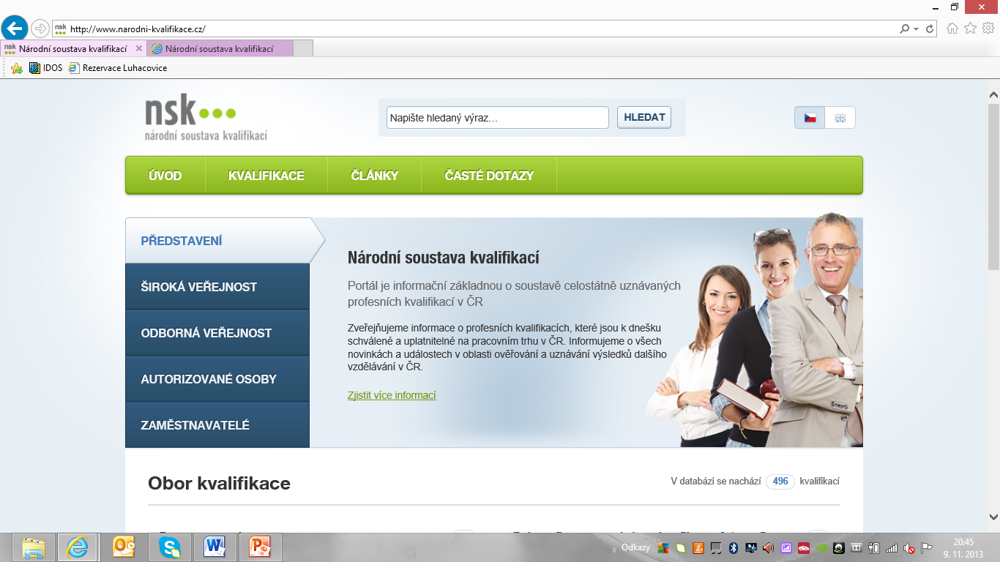 nsk http://www.narodni-kvalifikace.cz/
nsk Národní soustava kvalifikací
Národní soustava kvalifikací
IDOS
Rezervace Luhacovice
nsk
národní soustava kvalifikací
Napište hledaný výraz...
HLEDAT
ÚVOD
KVALIFIKACE
ČLÁNKY
ČASTÉ DOTAZY
PŘEDSTAVENÍ
ŠIROKÁ VEŘEJNOST
ODBORNÁ VEŘEJNOST
AUTORIZOVANÉ OSOBY
ZAMĚSTNAVATELÉ
Národní soustava kvalifikací
Portál je informační základnou o soustavě celostátně uznávaných
profesních kvalifikací v ČR
Zveřejňujeme informace o profesních kvalifikacích, které jsou k dnešku
schválené a uplatnitelné na pracovním trhu v ČR. Informujeme o všech
novinkách a událostech v oblasti ověřování a uznávání výsledků dalšího
vzdělávání v ČR.
Zjistit více informací
Obor kvalifikace
V databázi se nachází 496 kvalifikací
Odkazy
20:45
9. 11. 2013